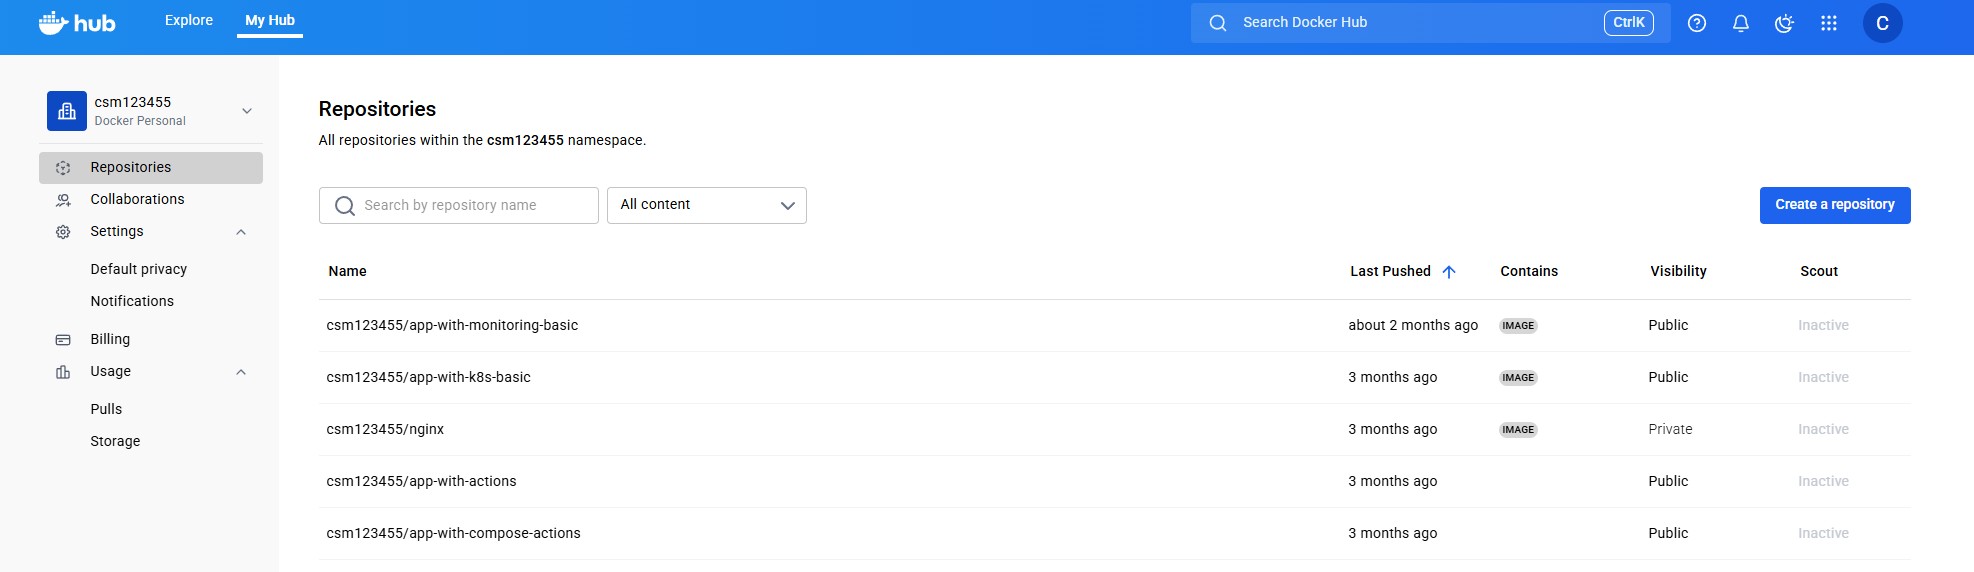 hub Explore My Hub Search Docker Hub CtrlK C
csm123455
Docker Personal
Repositories
Collaborations
Settings
Default privacy
Notifications
Billing
Usage
Pulls
Storage
Repositories
All repositories within the csm123455 namespace.
Search by repository name All content Create a repository
Name Last Pushed Contains Visibility Scout
csm123455/app-with-monitoring-basic about 2 months ago IMAGE Public Inactive
csm123455/app-with-k8s-basic 3 months ago IMAGE Public Inactive
csm123455/nginx 3 months ago IMAGE Private Inactive
csm123455/app-with-actions 3 months ago Public Inactive
csm123455/app-with-compose-actions 3 months ago Public Inactive